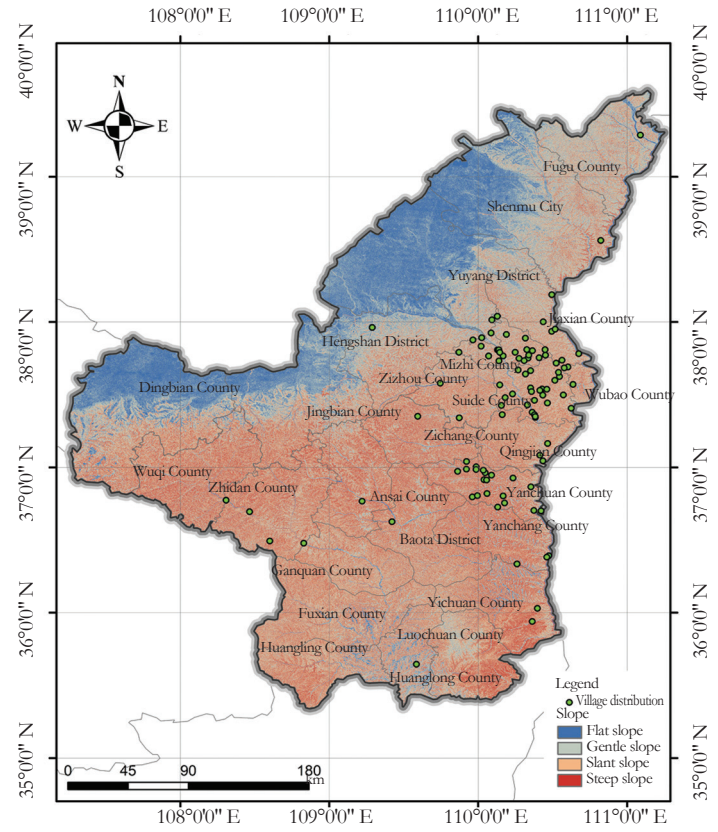 108°0'0" E 109°0'0" E 110°0'0" E 111°0'0" E
40°0'0" N
40°0'0" N
N
W E
S
Fugu County
39°0'0" N
39°0'0" N
Shenmu City
Yuyang District
Jiaxian County
38°0'0" N
38°0'0" N
Hengshan District
Mizhi County
Zizhou County
Dingbian County
Wubao County
Suide County
Jingbian County
Zichang County
Qingjian County
37°0'0" N
37°0'0" N
Wuqi County
Zhidan County
Ansai County
Yanchuan County
Yanchang County
Baota District
Ganquan County
36°0'0" N
36°0'0" N
Yichuan County
Fuxian County
Luochuan County
Huangling County
Huanglong County
Legend
Village distribution
Slope
Flat slope
Gentle slope
Slant slope
Steep slope
35°0'0" N
35°0'0" N
0 45 90 180
km
108°0'0" E 109°0'0" E 110°0'0" E 111°0'0" E